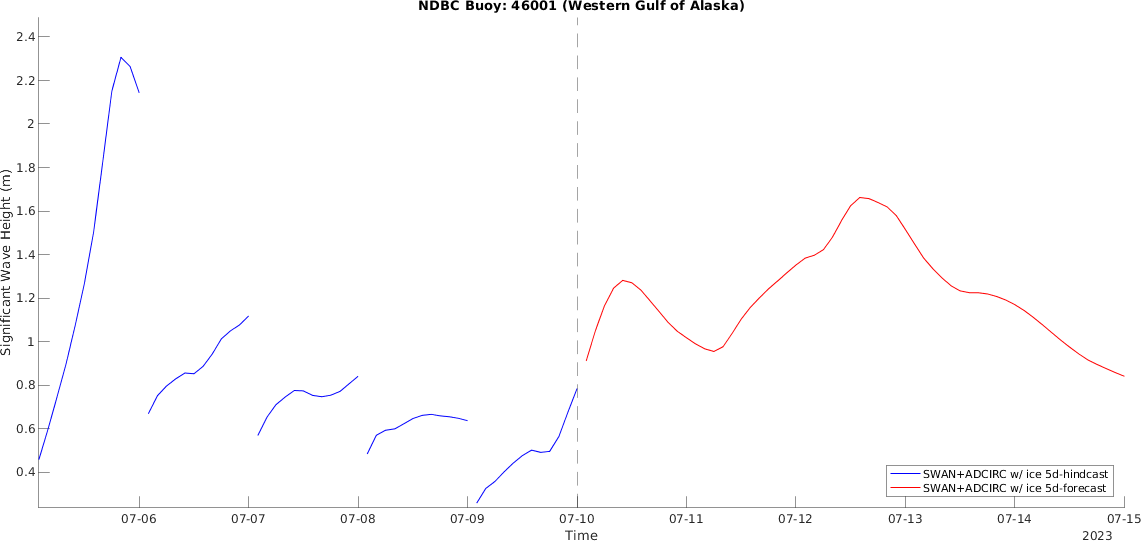 NDBC Buoy: 46001 (Western Gulf of Alaska)
2.4
2.2
2
1.8
1.6
1.4
1.2
1
0.8
0.6
0.4
Significant Wave Height (m)
SWAN+ADCIRC w/ ice 5d-hindcast
SWAN+ADCIRC w/ ice 5d-forecast
07-06 07-07 07-08 07-09 07-10 07-11 07-12 07-13 07-14 07-15
Time
2023